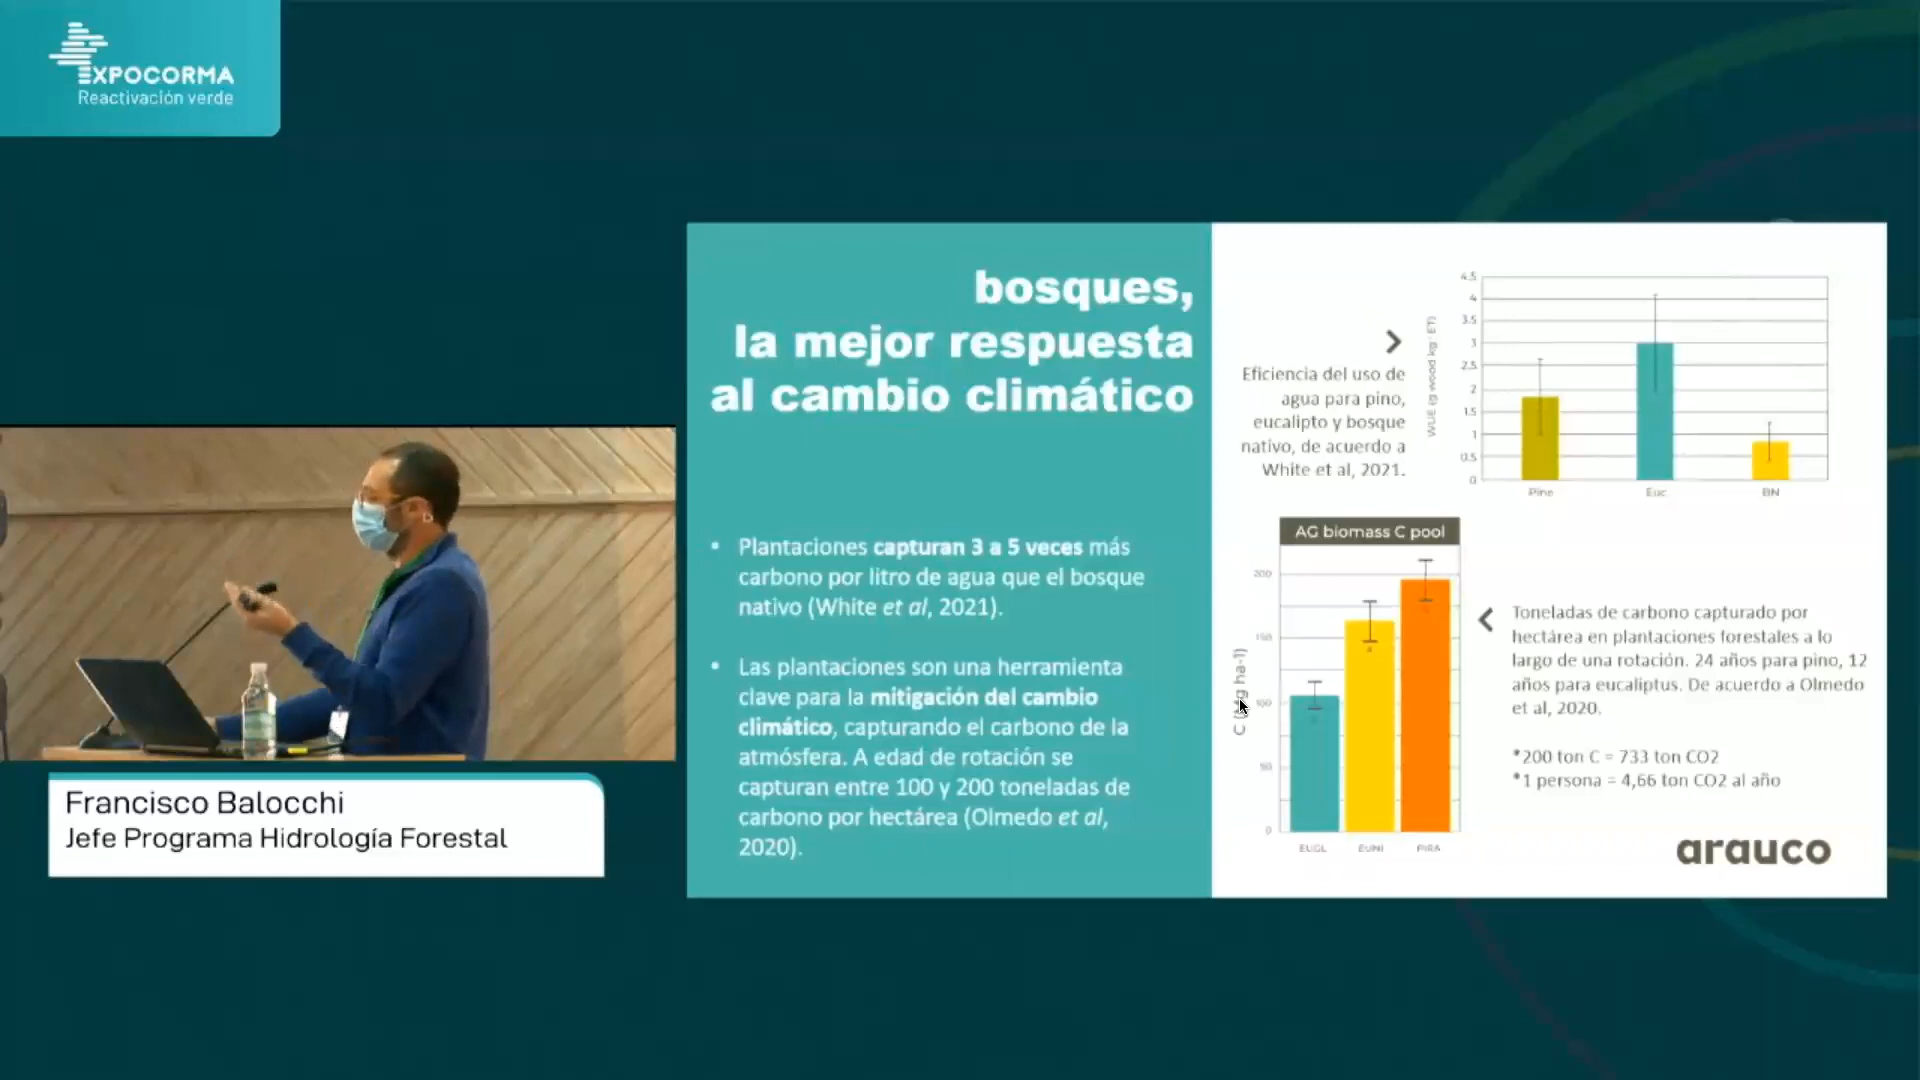 EXPOCORMA
Reactivación verde
bosques,
la mejor respuesta
al cambio climático
• Plantaciones capturan 3 a 5 veces más
carbono por litro de agua que el bosque
nativo (White et al, 2021).
• Las plantaciones son una herramienta
clave para la mitigación del cambio
climático, capturando el carbono de la
atmósfera. A edad de rotación se
capturan entre 100 y 200 toneladas de
carbono por hectárea (Olmedo et al,
2020).
Eficiencia del uso de
agua para pino,
eucalipto y bosque
nativo, de acuerdo a
White et al, 2021.
WUE (g wood kg-1 ET)
4.5
4
3.5
3
2.5
2
1.5
1
0.5
0
Pino Euc BN
AG biomass C pool
C (Mg ha-1)
200
150
100
50
0
EUGL EUNI PIRA
Toneladas de carbono capturado por
hectárea en plantaciones forestales a lo
largo de una rotación. 24 años para pino, 12
años para eucaliptus. De acuerdo a Olmedo
et al, 2020.
*200 ton C = 733 ton CO2
*1 persona = 4,66 ton CO2 al año
arauco
Francisco Balocchi
Jefe Programa Hidrología Forestal